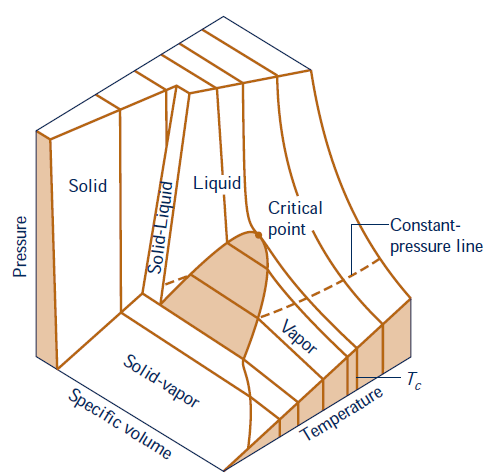 Solid
Solid-Liquid
Liquid
Critical
point
Constant-
pressure line
Pressure
Vapor
Solid-vapor
Tc
Specific volume
Temperature